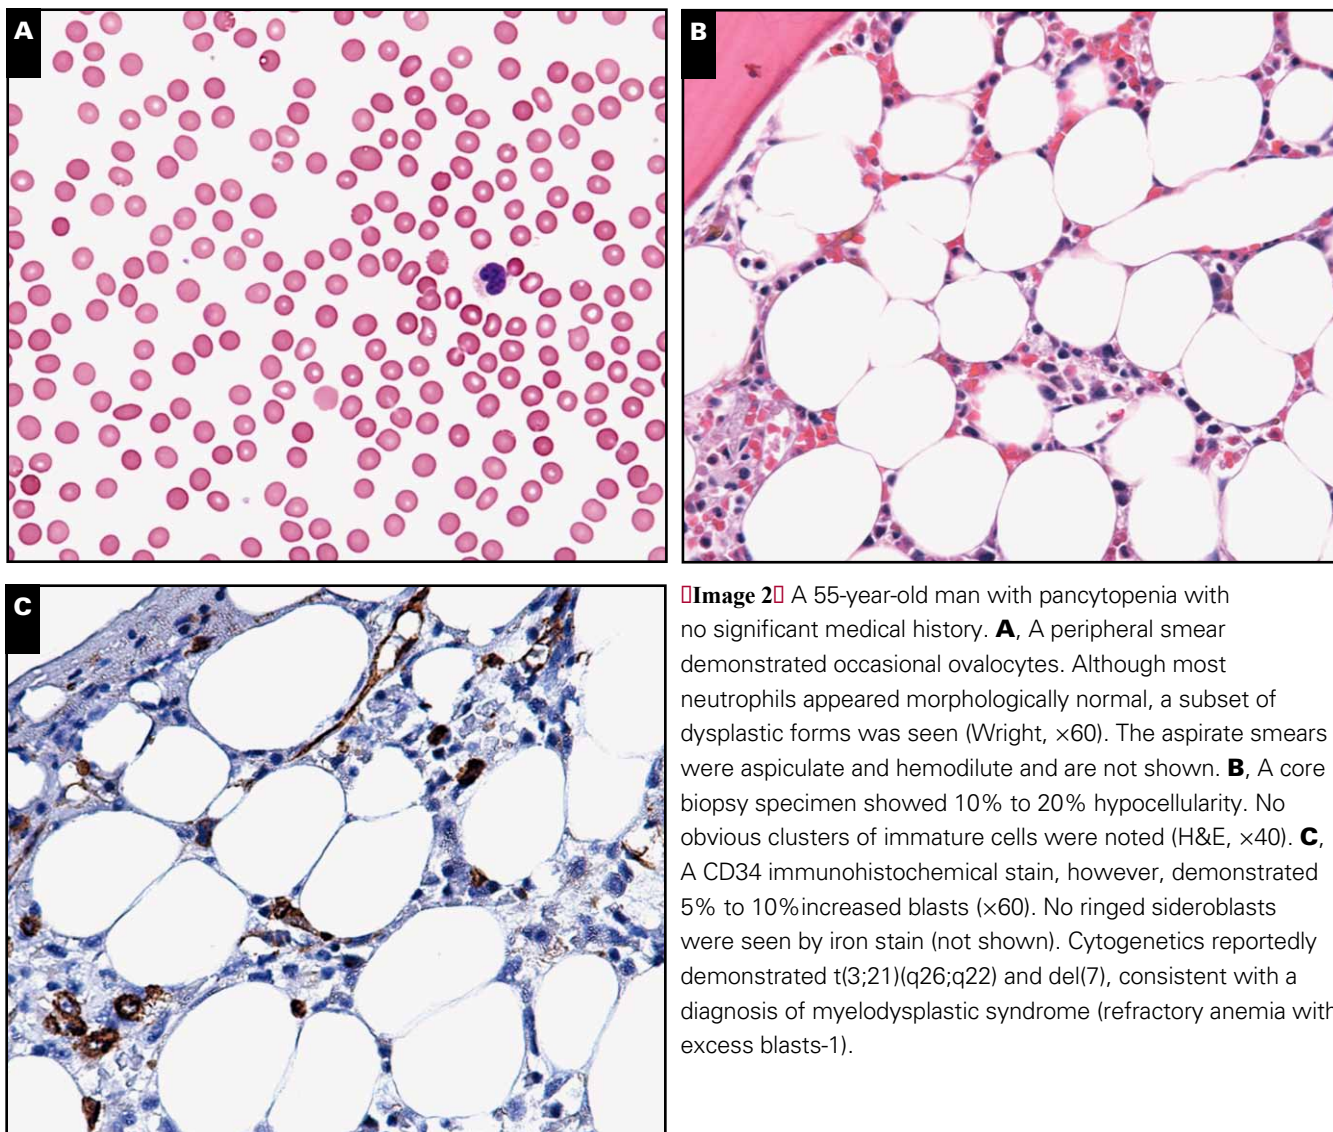 A
B
C
▯Image 2▯ A 55-year-old man with pancytopenia with
no significant medical history. A, A peripheral smear
demonstrated occasional ovalocytes. Although most
neutrophils appeared morphologically normal, a subset of
dysplastic forms was seen (Wright, ×60). The aspirate smears
were aspiculate and hemodilute and are not shown. B, A core
biopsy specimen showed 10% to 20% hypocellularity. No
obvious clusters of immature cells were noted (H&E, ×40). C,
A CD34 immunohistochemical stain, however, demonstrated
5% to 10%increased blasts (×60). No ringed sideroblasts
were seen by iron stain (not shown). Cytogenetics reportedly
demonstrated t(3;21)(q26;q22) and del(7), consistent with a
diagnosis of myelodysplastic syndrome (refractory anemia with
excess blasts-1).